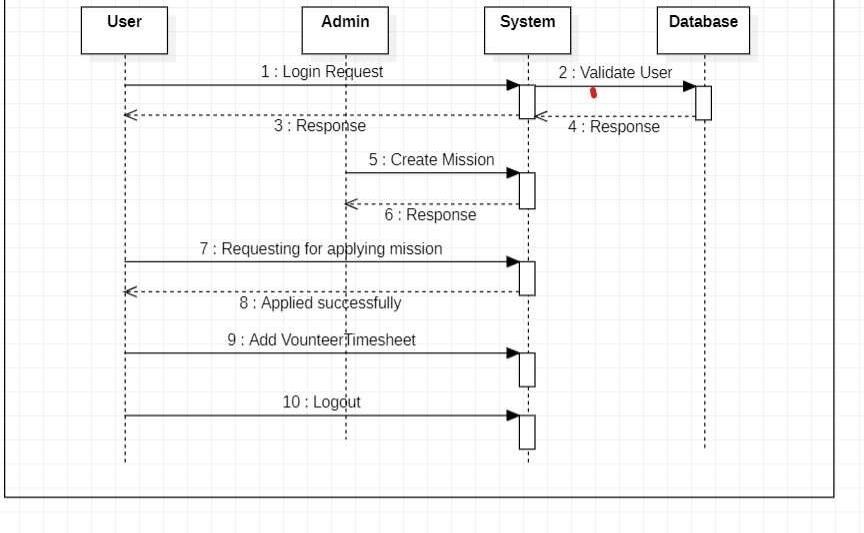 User
Admin
System
Database
1 : Login Request
2 : Validate User
3 : Response
4 : Response
5 : Create Mission
6 : Response
7 : Requesting for applying mission
8 : Applied successfully
9 : Add VounteerTimesheet
10 : Logout